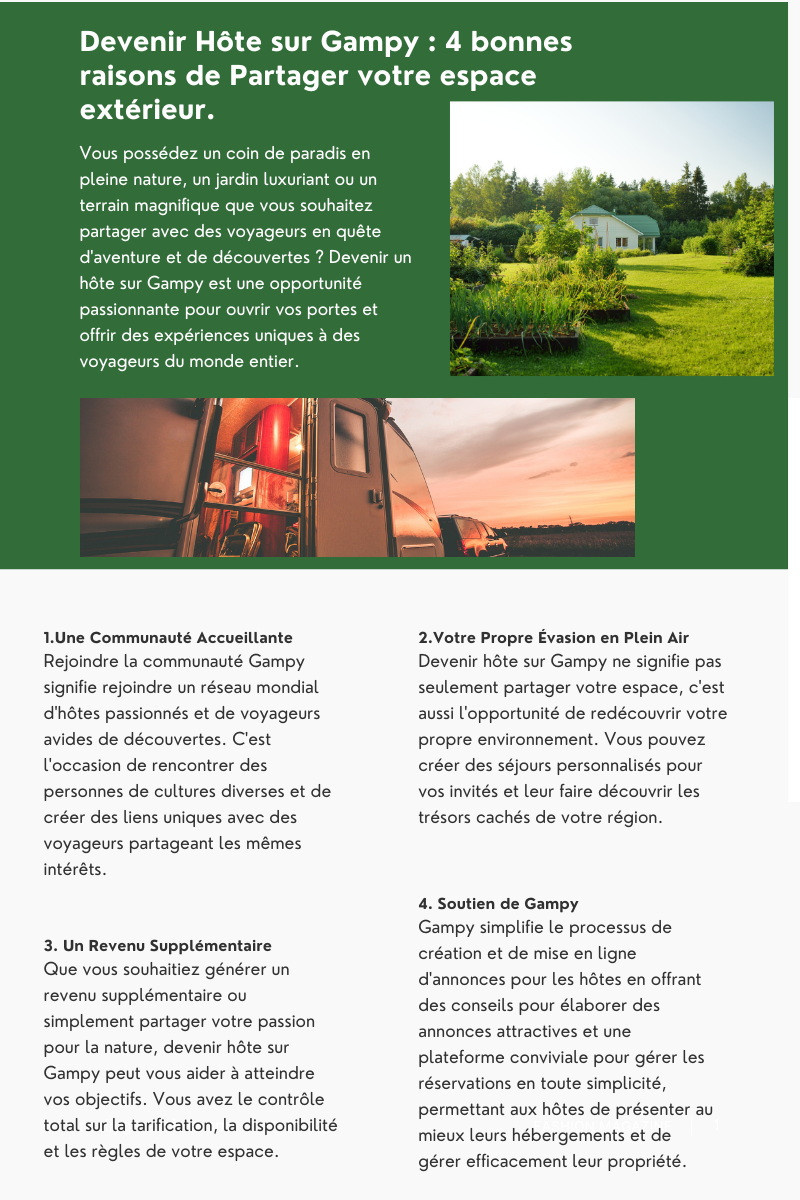 Devenir Hôte sur Gampy : 4 bonnes
raisons de Partager votre espace
extérieur.
Vous possédez un coin de paradis en
pleine nature, un jardin luxuriant ou un
terrain magnifique que vous souhaitez
partager avec des voyageurs en quête
d'aventure et de découvertes ? Devenir un
hôte sur Gampy est une opportunité
passionnante pour ouvrir vos portes et
offrir des expériences uniques à des
voyageurs du monde entier.
1.Une Communauté Accueillante
Rejoindre la communauté Gampy
signifie rejoindre un réseau mondial
d'hôtes passionnés et de voyageurs
avides de découvertes. C'est
l'occasion de rencontrer des
personnes de cultures diverses et de
créer des liens uniques avec des
voyageurs partageant les mêmes
intérêts.
2.Votre Propre Évasion en Plein Air
Devenir hôte sur Gampy ne signifie pas
seulement partager votre espace, c'est
aussi l'opportunité de redécouvrir votre
propre environnement. Vous pouvez
créer des séjours personnalisés pour
vos invités et leur faire découvrir les
trésors cachés de votre région.
3. Un Revenu Supplémentaire
Que vous souhaitiez générer un
revenu supplémentaire ou
simplement partager votre passion
pour la nature, devenir hôte sur
Gampy peut vous aider à atteindre
vos objectifs. Vous avez le contrôle
total sur la tarification, la disponibilité
et les règles de votre espace.
4. Soutien de Gampy
Gampy simplifie le processus de
création et de mise en ligne
d'annonces pour les hôtes en offrant
des conseils pour élaborer des
annonces attractives et une
plateforme conviviale pour gérer les
réservations en toute simplicité,
permettant aux hôtes de présenter au
mieux leurs hébergements et de
gérer efficacement leur propriété.